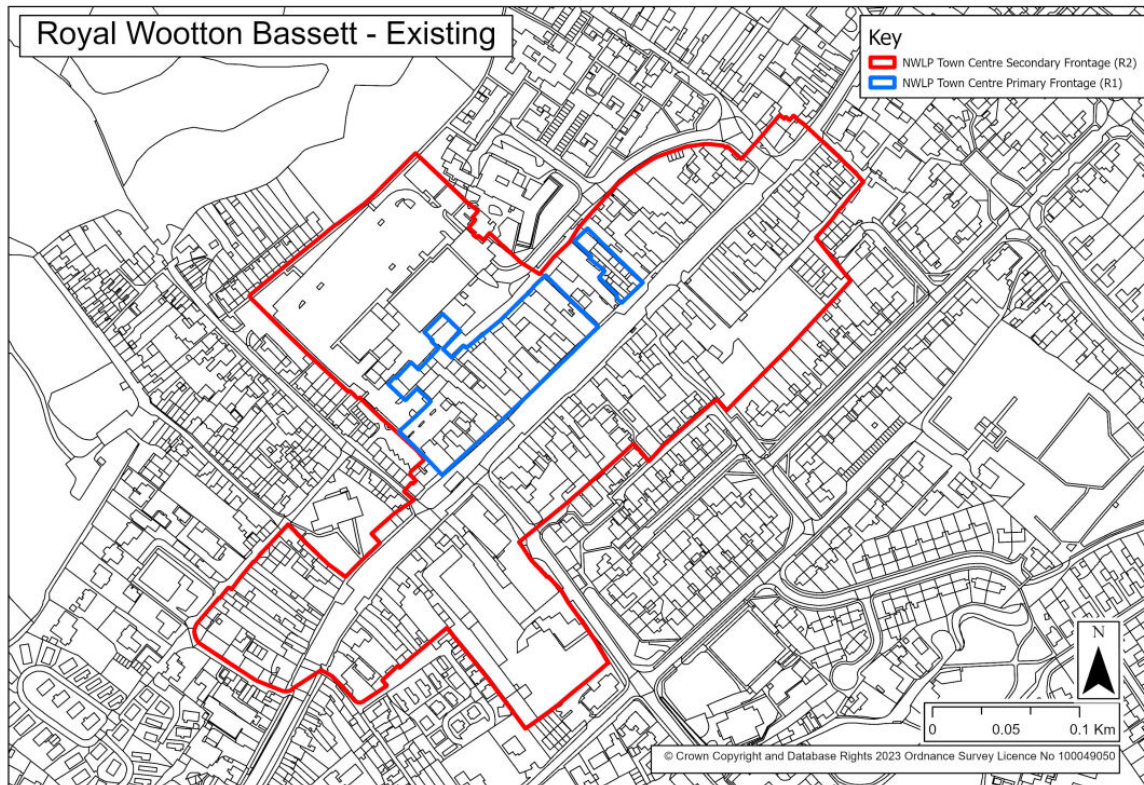 Royal Wootton Bassett - Existing
Key
NWLP Town Centre Secondary Frontage (R2)
NWLP Town Centre Primary Frontage (R1)
N
0 0.05 0.1 Km
© Crown Copyright and Database Rights 2023 Ordnance Survey Licence No 100049050